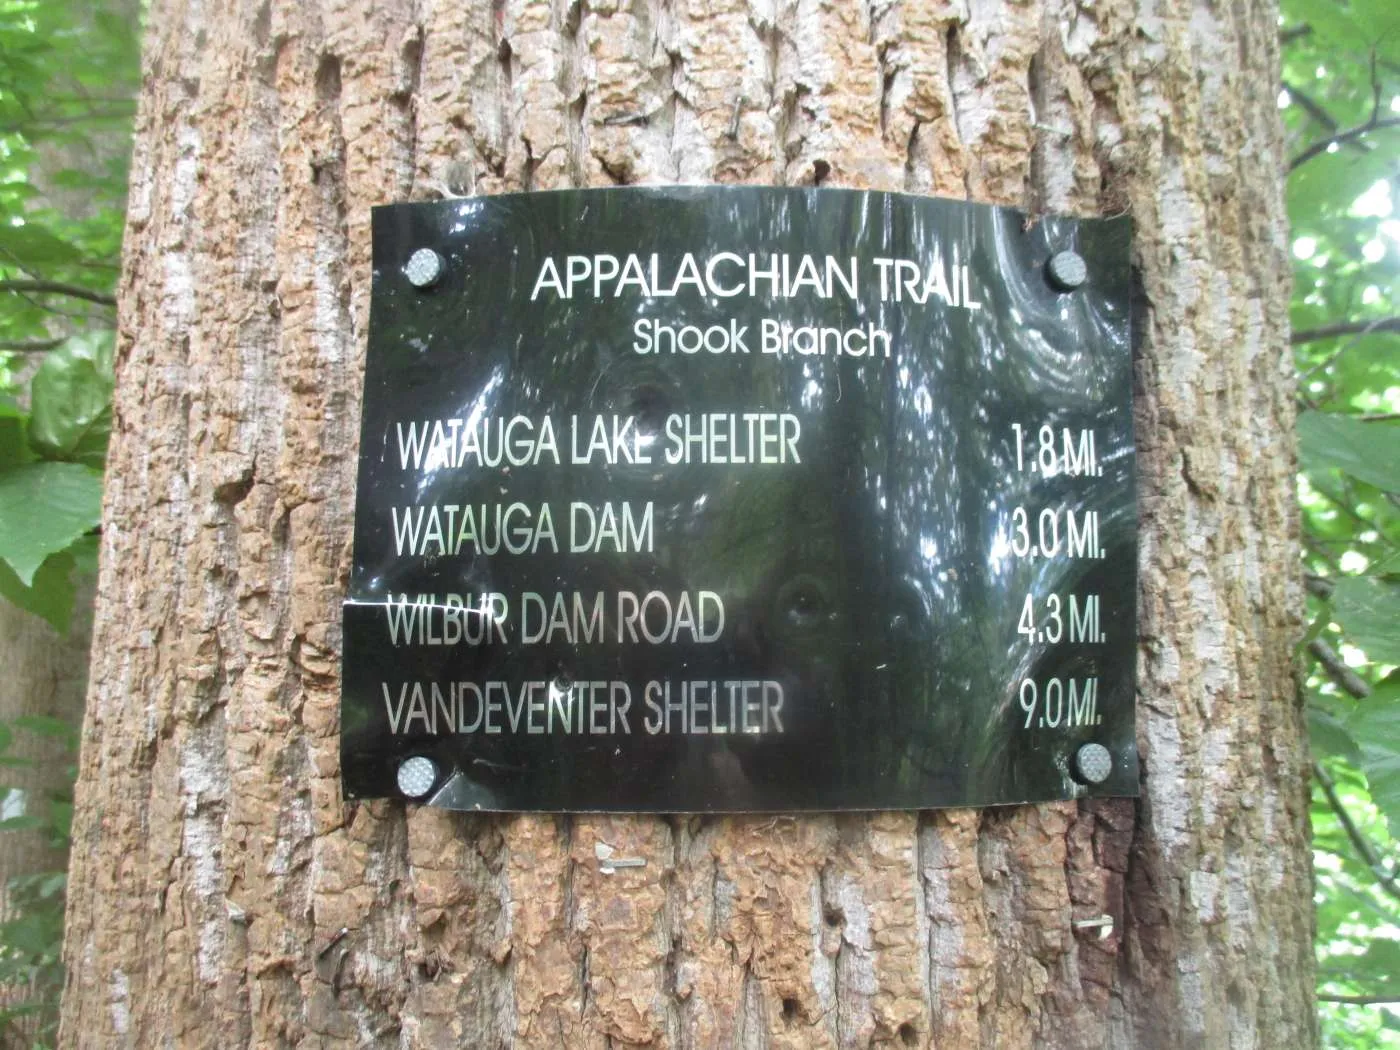 APPALACHIAN TRAIL
Shook Branch
WATAUGA LAKE SHELTER 1.8 MI.
WATAUGA DAM 3.0 MI.
WILBUR DAM ROAD 4.3 MI.
VANDEVENTER SHELTER 9.0 MI.